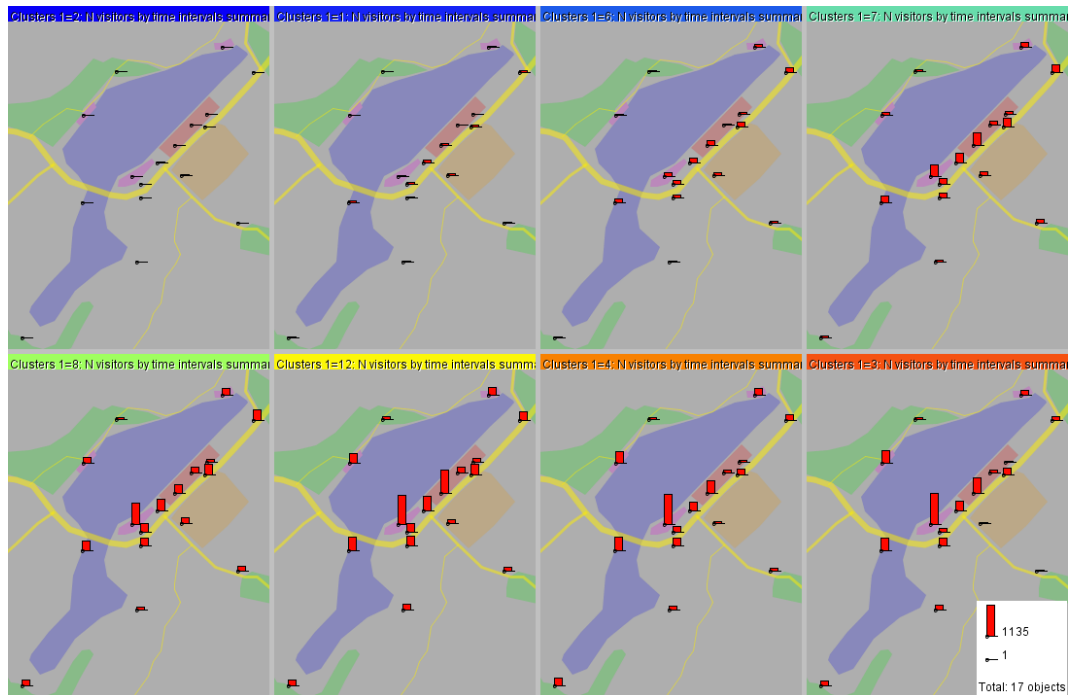 Clusters 1=2: N visitors by time intervals summar
Clusters 1=1: N visitors by time intervals summa
Clusters 1=6: N visitors by time intervals summar
Clusters 1=7: N visitors by time intervals summar
Clusters 1=8: N visitors by time intervals summar
Clusters 1=12: N visitors by time intervals summ
Clusters 1=4: N visitors by time intervals summar
Clusters 1=3: N visitors by time intervals summar
1135
1
Total: 17 objects